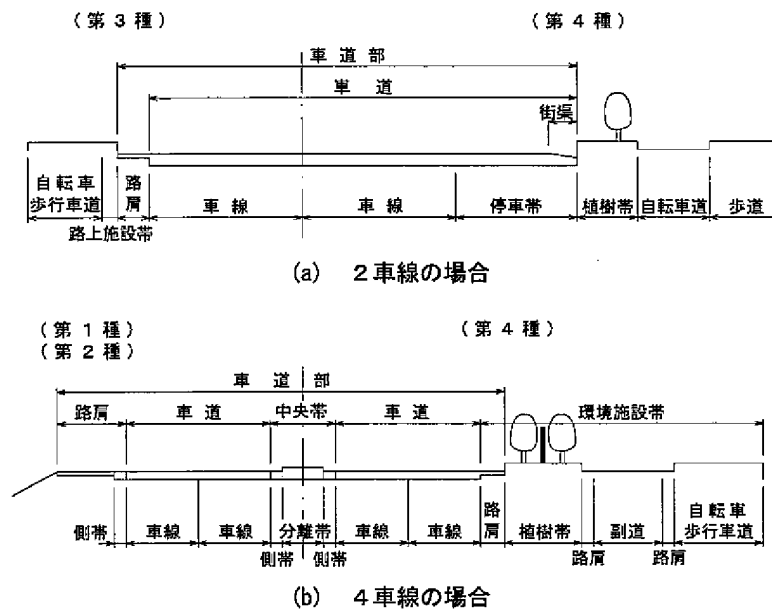 （第３種）　（第４種）
車道部
車道
街渠
自転車歩行車道　路肩　車線　車線　停車帯　植樹帯　自転車道　歩道
路上施設帯
(a)　２車線の場合
（第１種）　（第４種）
（第２種）
車道部
路肩　車道　中央帯　車道　環境施設帯
側帯　車線　車線　分離帯　車線　車線　路肩　植樹帯　副道　自転車歩行車道
側帯　側帯　路肩　路肩
(b)　４車線の場合